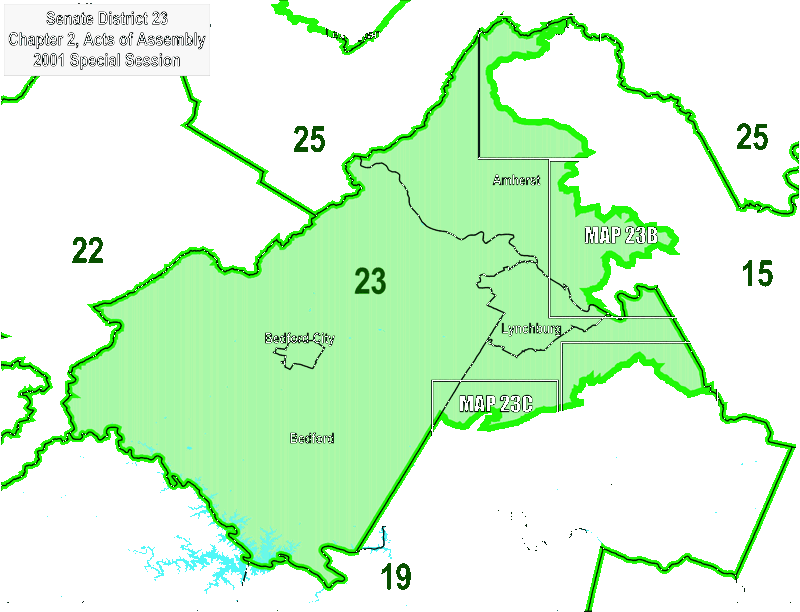 Senate District 23
Chapter 2, Acts of Assembly
2001 Special Session
25
25
Amherst
MAP 23B
22
23
15
Lynchburg
Bedford City
MAP 23C
Bedford
19